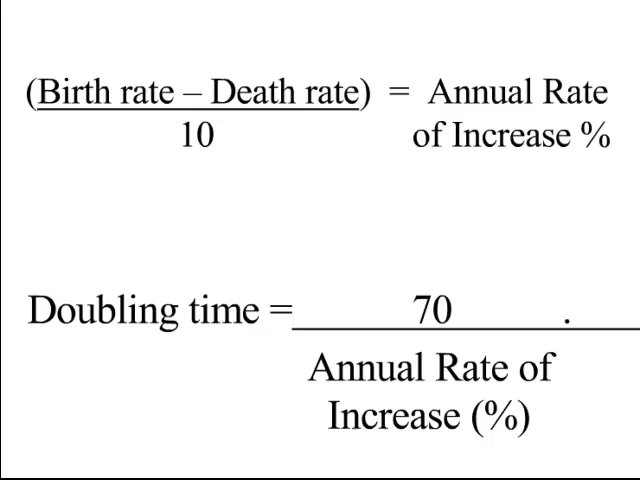 (Birth rate – Death rate) = Annual Rate
10 of Increase %
Doubling time = 70 .
Annual Rate of
Increase (%)